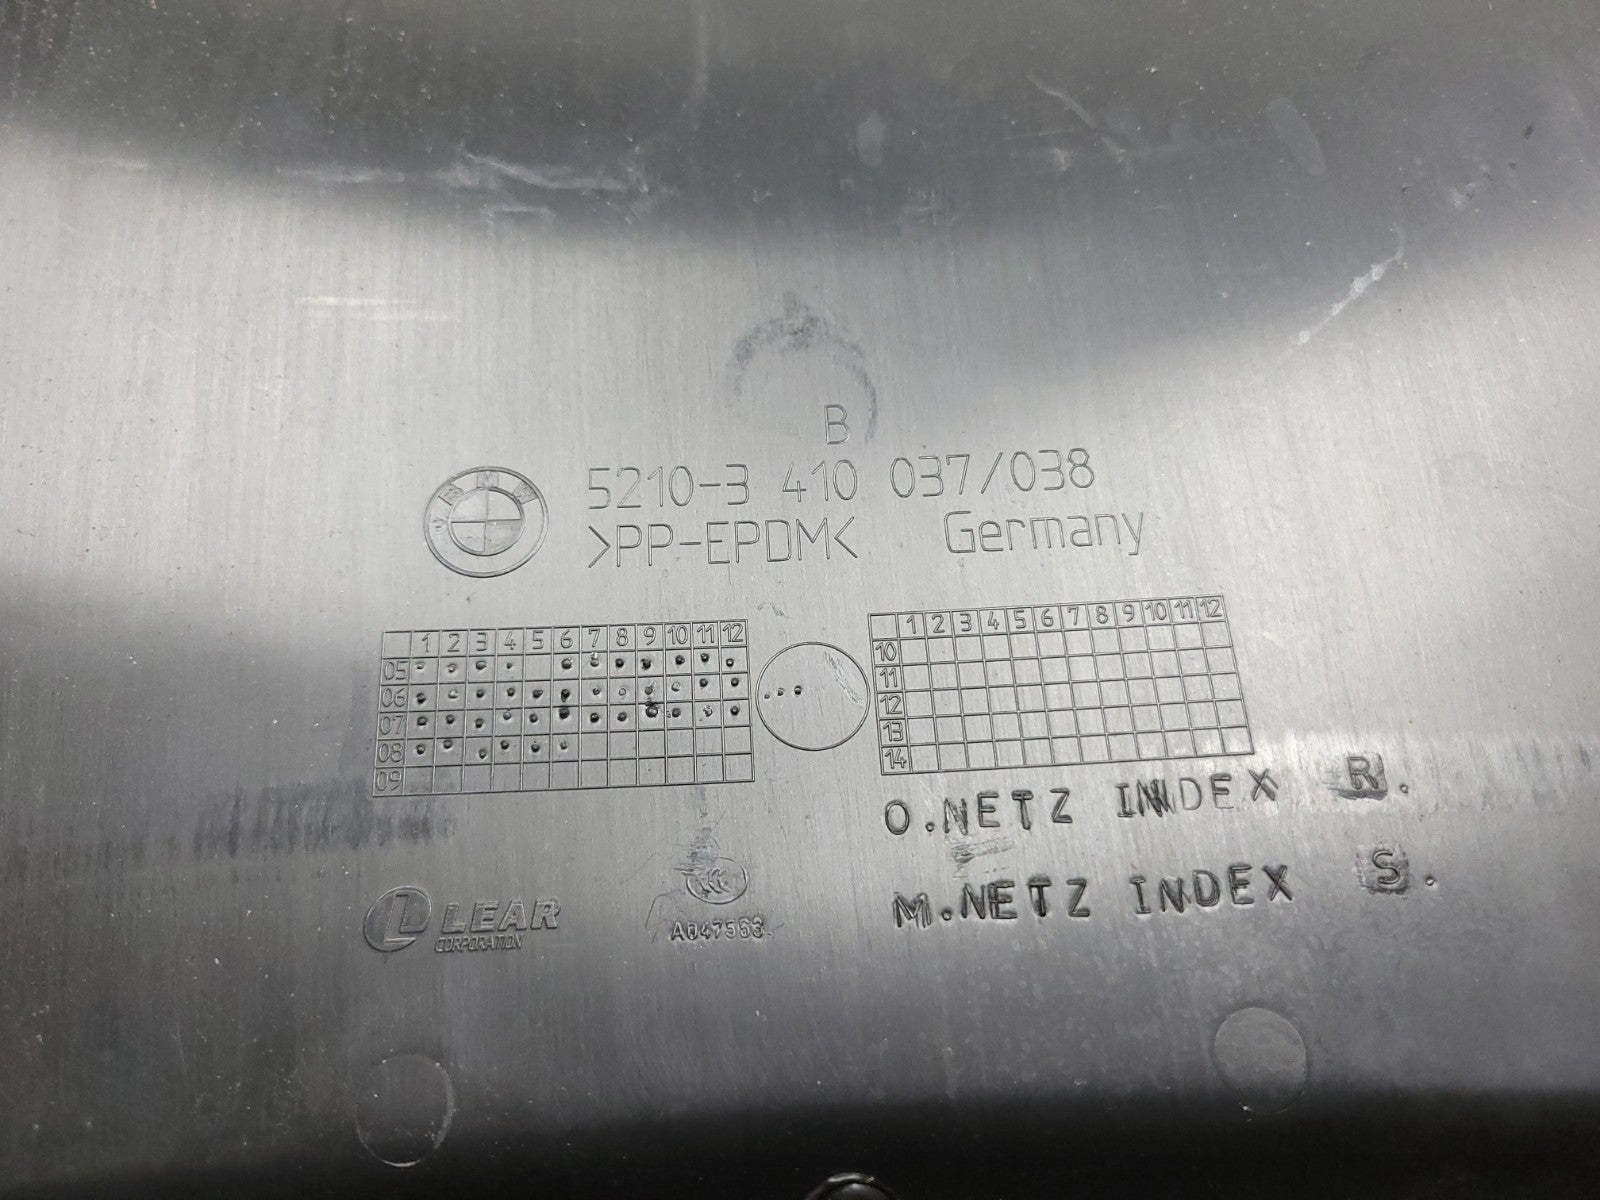 B
BMW
5210-3 410 037/038
>PP-EPDM<
Germany
1 2 3 4 5 6 7 8 9 10 11 12
05
06
07
08
09
1 2 3 4 5 6 7 8 9 10 11 12
10
11
12
13
14
O.NETZ INDEX R.
M.NETZ INDEX S.
LEAR
CORPORATION
A047563